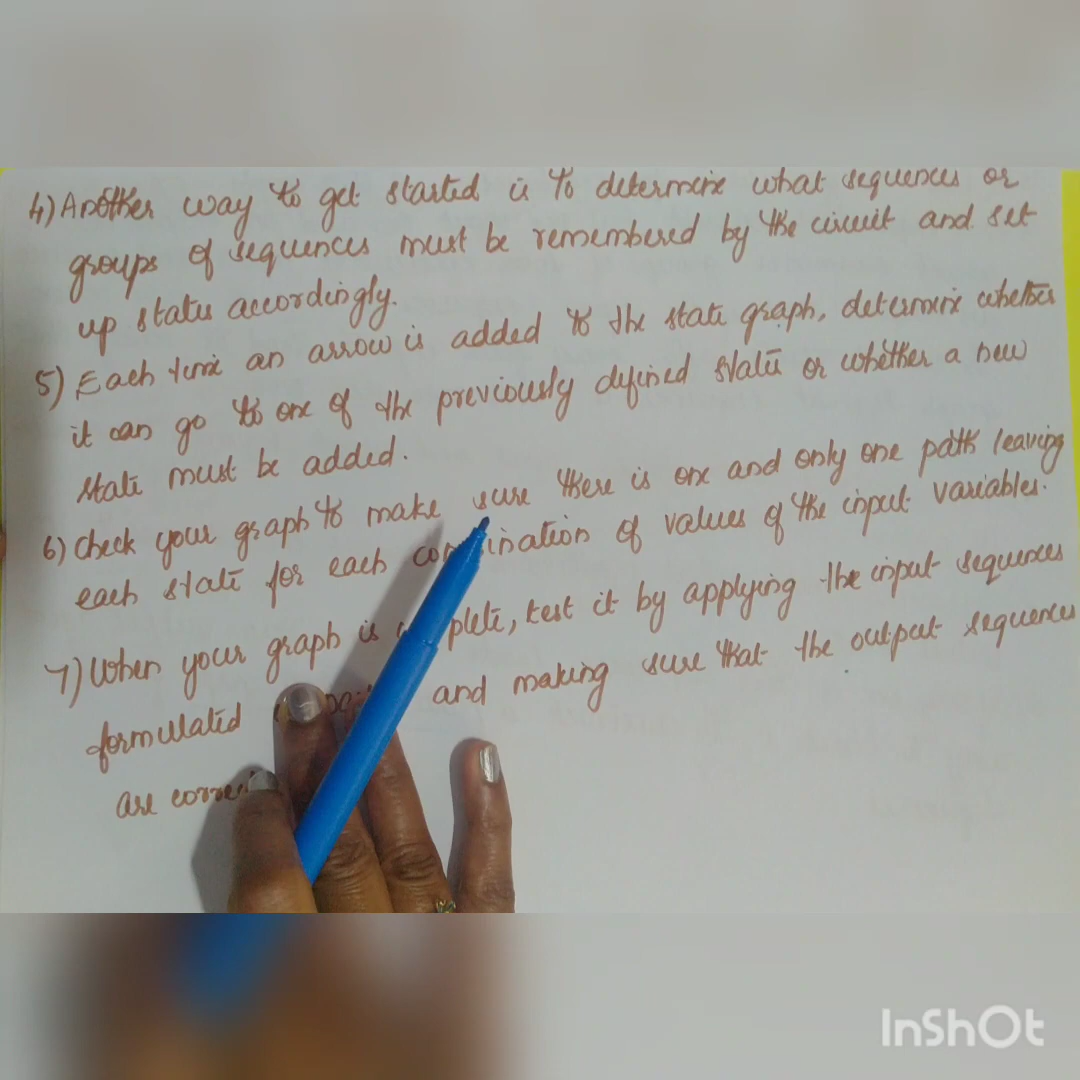 4) Another way to get started is to determine what sequences or
groups of sequences must be remembered by the circuit and set
up states accordingly.
5) Each time an arrow is added to the state graph, determine whether
it can go to one of the previously defined states or whether a new
state must be added.
6) Check your graph to make sure there is one and only one path leaving
each state for each combination of values of the input variables.
7) When your graph is complete, test it by applying the input sequences
formulated and making sure that the output sequences
are correct
InShOt